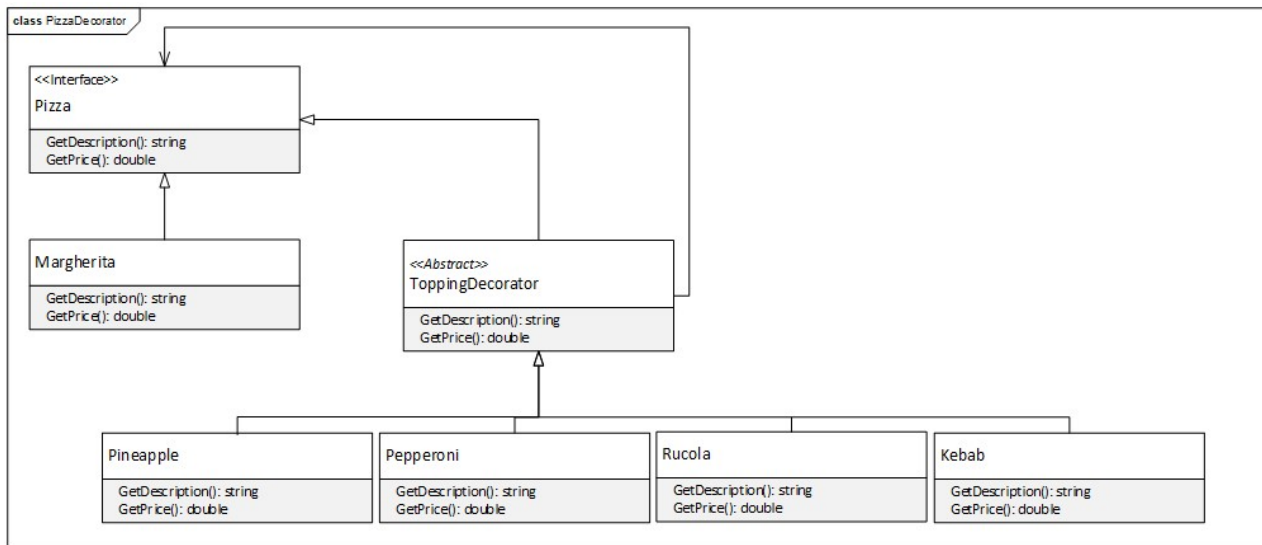 class PizzaDecorator
<<Interface>>
Pizza
GetDescription(): string
GetPrice(): double
Margherita
GetDescription(): string
GetPrice(): double
<<Abstract>>
ToppingDecorator
GetDescription(): string
GetPrice(): double
Pineapple
GetDescription(): string
GetPrice(): double
Pepperoni
GetDescription(): string
GetPrice(): double
Rucola
GetDescription(): string
GetPrice(): double
Kebab
GetDescription(): string
GetPrice(): double